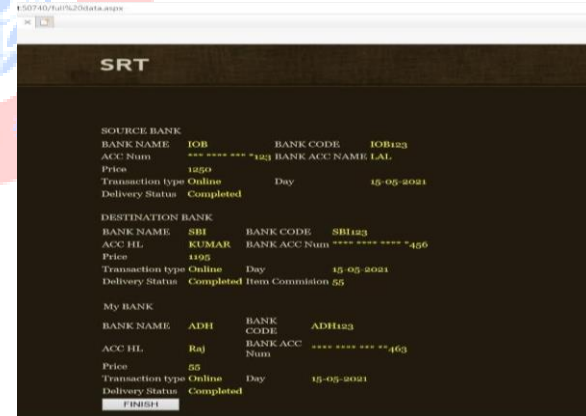 t:50740/full%20data.aspx
SRT
SOURCE BANK
BANK NAME IOB BANK CODE IOB123
ACC Num *** **** *** *123 BANK ACC NAME LAL
Price 1250
Transaction type Online Day 15-05-2021
Delivery Status Completed
DESTINATION BANK
BANK NAME SBI BANK CODE SBI123
ACC HL KUMAR BANK ACC Num **** **** **** *456
Price 1195
Transaction type Online Day 15-05-2021
Delivery Status Completed Item Commision 55
My BANK
BANK NAME ADH BANK CODE ADH123
ACC HL Raj BANK ACC Num **** **** *** **463
Price 55
Transaction type Online Day 15-05-2021
Delivery Status Completed
FINISH